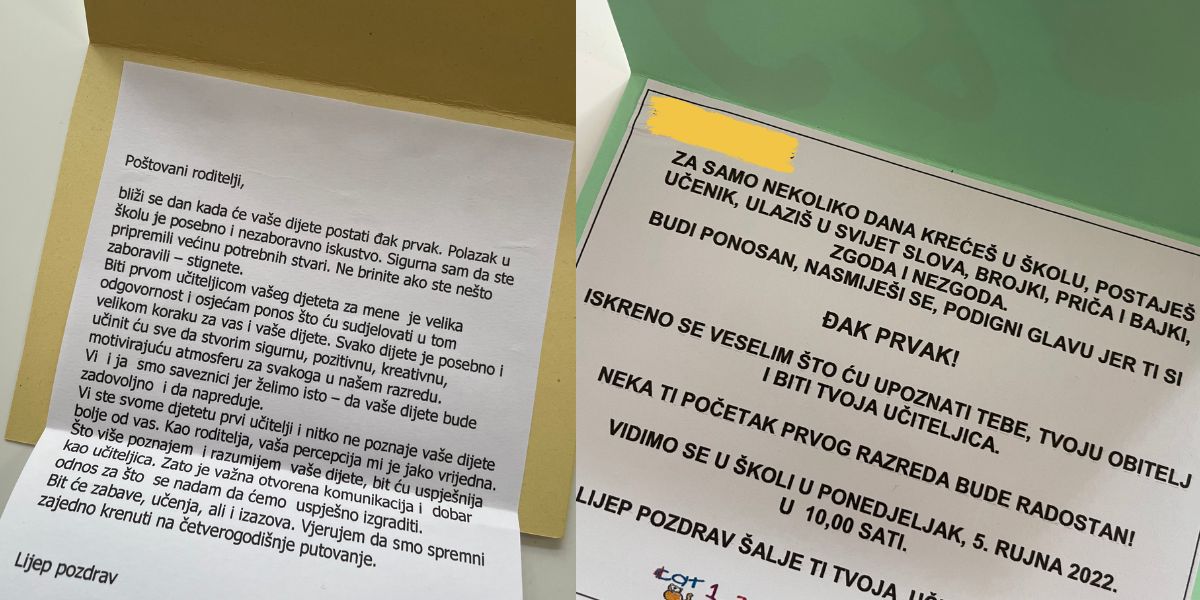 Poštovani roditelji,
bliži se dan kada će vaše dijete postati đak prvak. Polazak u
školu je posebno i nezaboravno iskustvo. Sigurna sam da ste
pripremili većinu potrebnih stvari. Ne brinite ako ste nešto
zaboravili – stignete.
Biti prvom učiteljicom vašeg djeteta za mene je velika
odgovornost i osjećam ponos što ću sudjelovati u tom
velikom koraku za vas i vaše dijete. Svako dijete je posebno i
učinit ću sve da stvorim sigurnu, pozitivnu, kreativnu,
motivirajuću atmosferu za svakoga u našem razredu.
Vi i ja smo saveznici jer želimo isto – da vaše dijete bude
zadovoljno i da napreduje.
Vi ste svome djetetu prvi učitelji i nitko ne poznaje vaše dijete
bolje od vas. Kao roditelja, vaša percepcija mi je jako vrijedna.
Što više poznajem i razumijem vaše dijete, bit ću uspješnija
kao učiteljica. Zato je važna otvorena komunikacija i dobar
odnos za što se nadam da ćemo uspješno izgraditi.
Bit će zabave, učenja, ali i izazova. Vjerujem da smo spremni
zajedno krenuti na četverogodišnje putovanje.
Lijep pozdrav
ZA SAMO NEKOLIKO DANA KREĆEŠ U ŠKOLU, POSTAJEŠ
UČENIK, ULAZIŠ U SVIJET SLOVA, BROJKI, PRIČA I BAJKI,
ZGODA I NEZGODA.
BUDI PONOSAN, NASMIJEŠI SE, PODIGNI GLAVU JER TI SI
ĐAK PRVAK!
ISKRENO SE VESELIM ŠTO ĆU UPOZNATI TEBE, TVOJU OBITELJ
I BITI TVOJA UČITELJICA.
NEKA TI POČETAK PRVOG RAZREDA BUDE RADOSTAN!
VIDIMO SE U ŠKOLI U PONEDJELJAK, 5. RUJNA 2022.
U 10,00 SATI.
LIJEP POZDRAV ŠALJE TI TVOJA